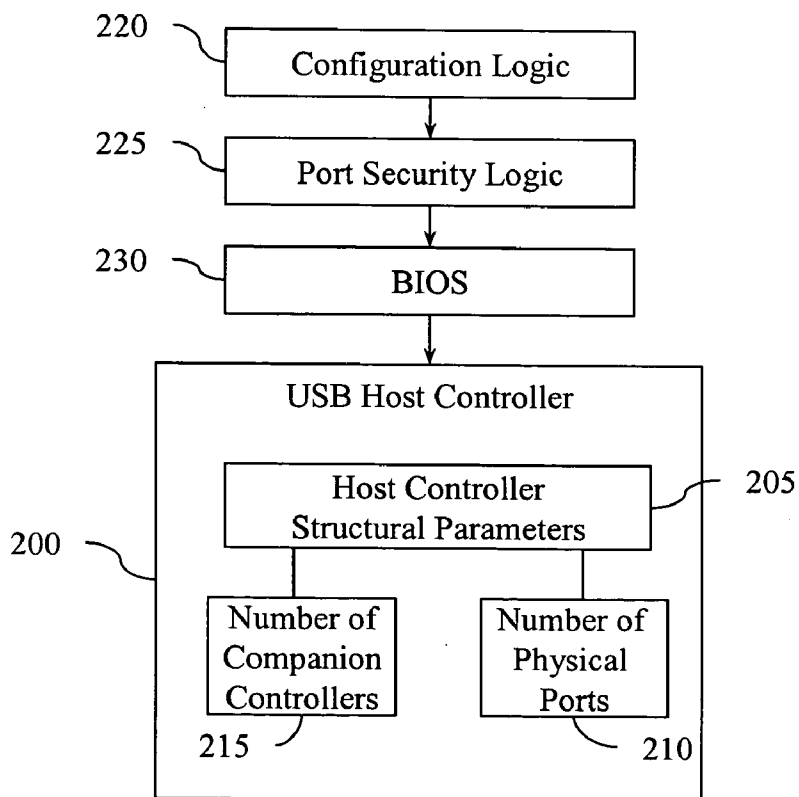 220
Configuration Logic
225
Port Security Logic
230
BIOS
USB Host Controller
Host Controller
Structural Parameters
205
200
Number of
Companion
Controllers
Number of
Physical
Ports
215
210